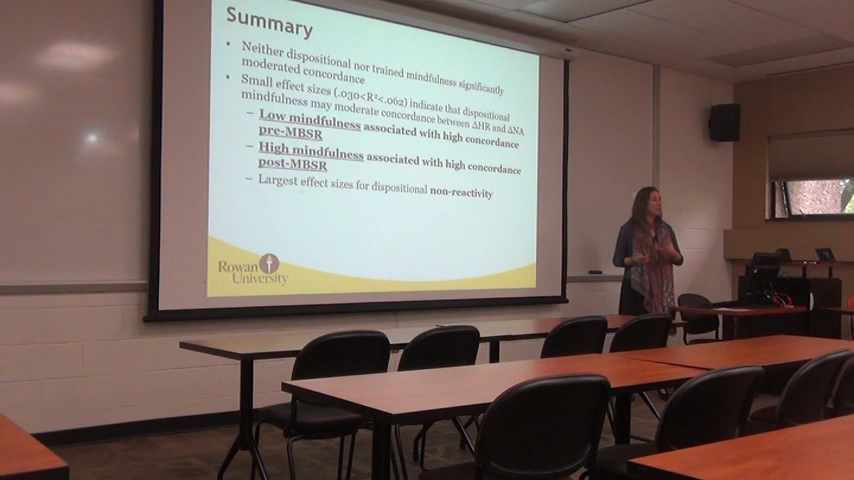 Summary
• Neither dispositional nor trained mindfulness significantly
moderated concordance
• Small effect sizes (.030<R²<.062) indicate that dispositional
mindfulness may moderate concordance between ΔHR and ΔNA
– Low mindfulness associated with high concordance
pre-MBSR
– High mindfulness associated with high concordance
post-MBSR
– Largest effect sizes for dispositional non-reactivity
Rowan
University